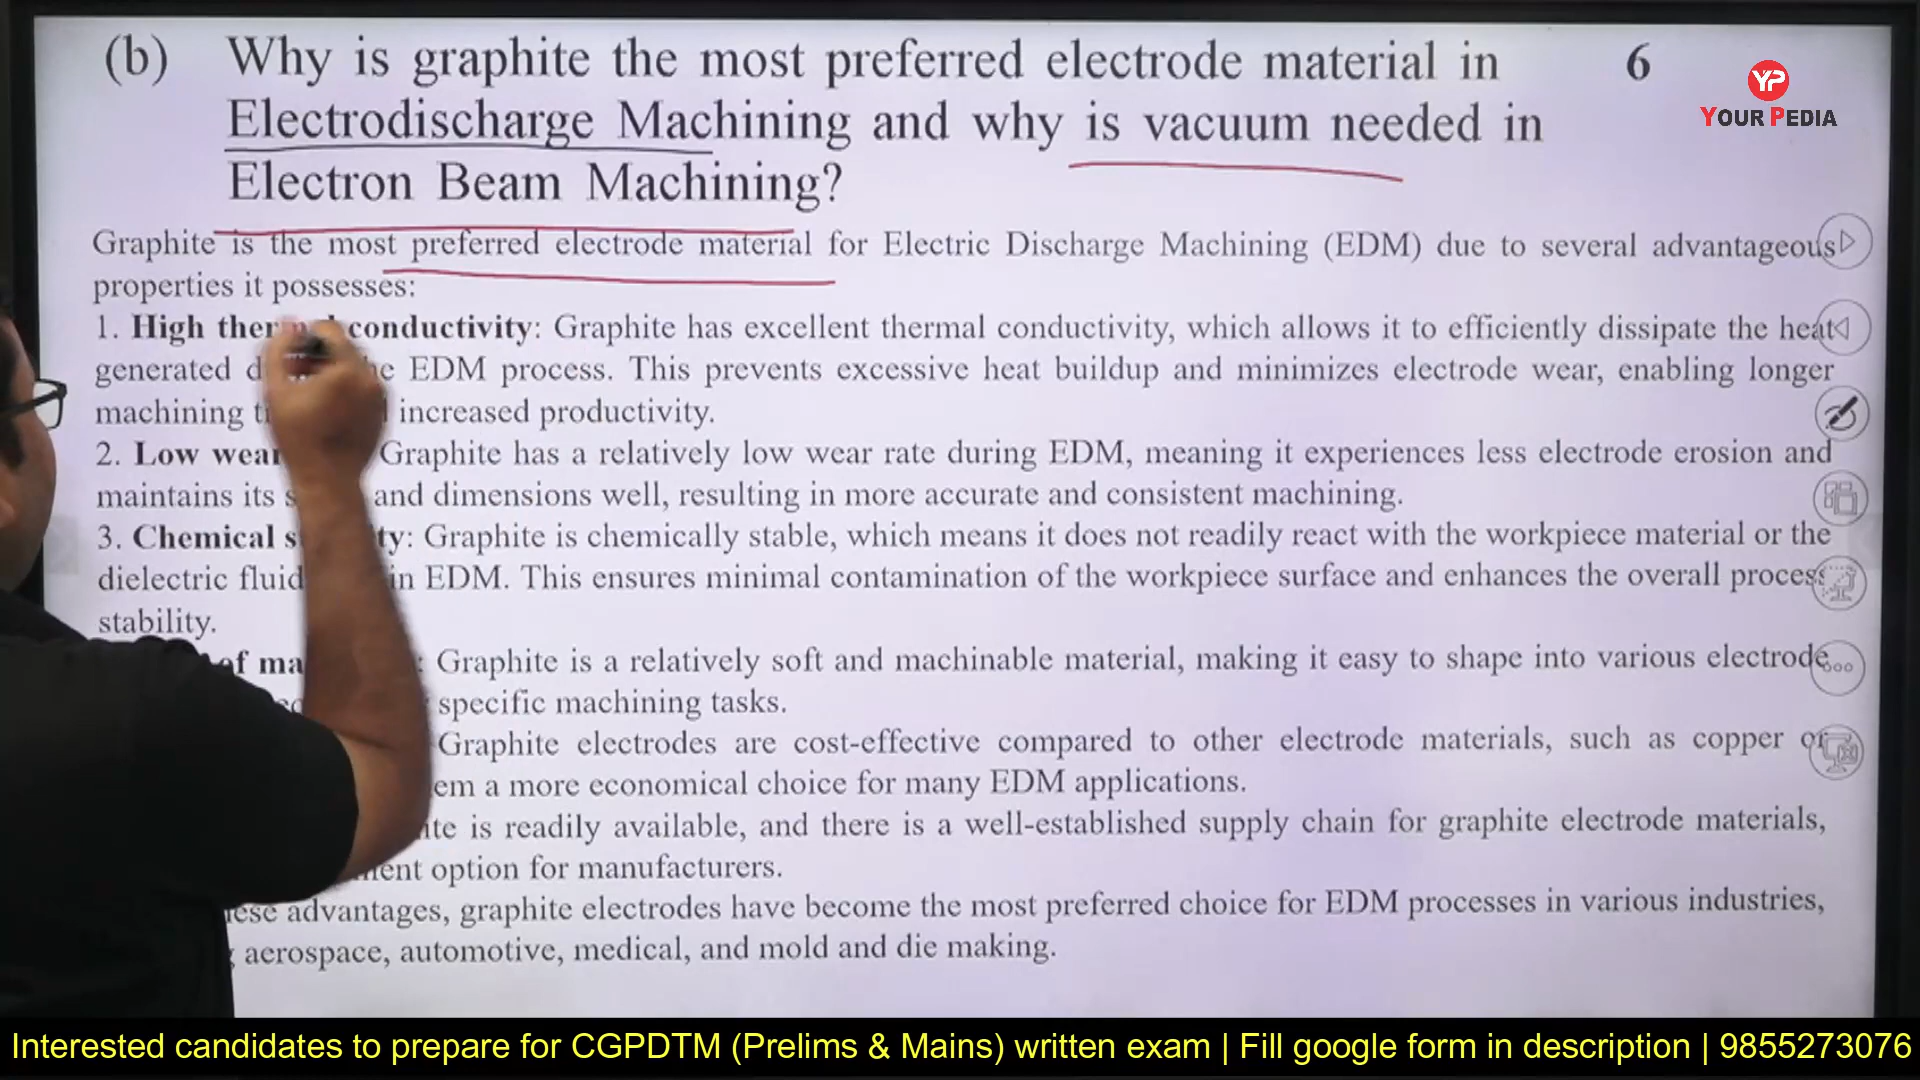 (b) Why is graphite the most preferred electrode material in 6
Electrodischarge Machining and why is vacuum needed in
Electron Beam Machining?
YP
YOUR PEDIA
Graphite is the most preferred electrode material for Electric Discharge Machining (EDM) due to several advantageous
properties it possesses:
1. High thermal conductivity: Graphite has excellent thermal conductivity, which allows it to efficiently dissipate the heat
generated EDM process. This prevents excessive heat buildup and minimizes electrode wear, enabling longer
machining increased productivity.
2. Low wear Graphite has a relatively low wear rate during EDM, meaning it experiences less electrode erosion and
maintains its and dimensions well, resulting in more accurate and consistent machining.
3. Chemical Graphite is chemically stable, which means it does not readily react with the workpiece material or the
dielectric fluid in EDM. This ensures minimal contamination of the workpiece surface and enhances the overall process
stability.
of : Graphite is a relatively soft and machinable material, making it easy to shape into various electrode
specific machining tasks.
Graphite electrodes are cost-effective compared to other electrode materials, such as copper or
a more economical choice for many EDM applications.
is readily available, and there is a well-established supply chain for graphite electrode materials,
option for manufacturers.
these advantages, graphite electrodes have become the most preferred choice for EDM processes in various industries,
aerospace, automotive, medical, and mold and die making.
Interested candidates to prepare for CGPDTM (Prelims & Mains) written exam | Fill google form in description | 9855273076